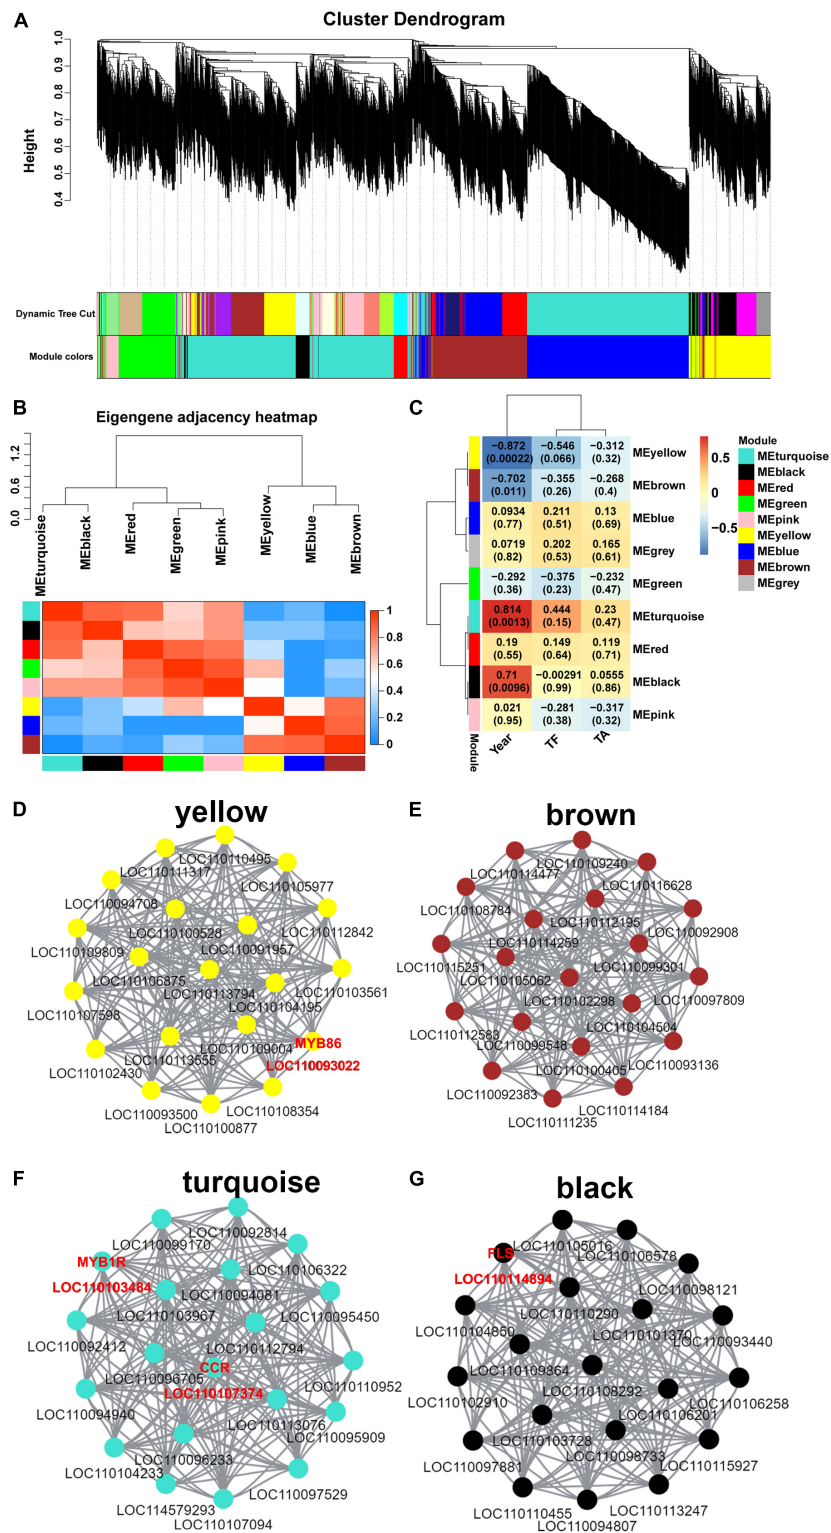 A
Cluster Dendrogram
Height
1.0
0.9
0.8
0.7
0.6
0.5
0.4
Dynamic Tree Cut
Module colors
B
Eigengene adjacency heatmap
1.2
0.6
0.0
MEturquoise
MEblack
MEred
MEgreen
MEpink
MEyellow
MEblue
MEbrown
1
0.8
0.6
0.4
0.2
0
C
−0.872 −0.546 −0.312
(0.00022) (0.066) (0.32)
MEyellow
−0.702 −0.355 −0.268
(0.011) (0.26) (0.4)
MEbrown
0.0934 0.211 0.13
(0.77) (0.51) (0.69)
MEblue
0.0719 0.202 0.165
(0.82) (0.53) (0.61)
MEgrey
−0.292 −0.375 −0.232
(0.36) (0.23) (0.47)
MEgreen
0.814 0.444 0.23
(0.0013) (0.15) (0.47)
MEturquoise
0.19 0.149 0.119
(0.55) (0.64) (0.71)
MEred
0.71 −0.00291 0.0555
(0.0096) (0.99) (0.86)
MEblack
0.021 −0.281 −0.317
(0.95) (0.38) (0.32)
MEpink
Module
Year TF TA
0.5
0
−0.5
Module
MEturquoise
MEblack
MEred
MEgreen
MEpink
MEyellow
MEblue
MEbrown
MEgrey
D
yellow
LOC110110495
LOC110111317
LOC110105977
LOC110094708
LOC110100528
LOC110112842
LOC110091957
LOC110109809
LOC110106875
LOC110103561
LOC110113794
LOC110104195
LOC110107598
MYB86
LOC110109004
LOC110113555
LOC110093022
LOC110102430
LOC110093500
LOC110108354
LOC110100877
E
brown
LOC110109240
LOC110114477
LOC110116628
LOC110108784
LOC110112195
LOC110092908
LOC110114259
LOC110115251
LOC110099301
LOC110105062
LOC110102298
LOC110097809
LOC110104504
LOC110112583
LOC110099548
LOC110093136
LOC110100405
LOC110092383
LOC110114184
LOC110111235
F
turquoise
LOC110092814
LOC110099170
MYB1R
LOC110106322
LOC110103484
LOC110094081
LOC110103967
LOC110095450
LOC110092412
LOC110112794
CCR
LOC110096705
LOC110110952
LOC110107374
LOC110094940
LOC110113076
LOC110095909
LOC110096233
LOC110104233
LOC110097529
LOC114579293
LOC110107094
G
black
LOC110105016
FLS
LOC110106578
LOC110114894
LOC110098121
LOC110110290
LOC110104850
LOC110101370
LOC110093440
LOC110109864
LOC110108292
LOC110102910
LOC110106258
LOC110106201
LOC110103728
LOC110098733
LOC110097881
LOC110115927
LOC110110455
LOC110113247
LOC110094807